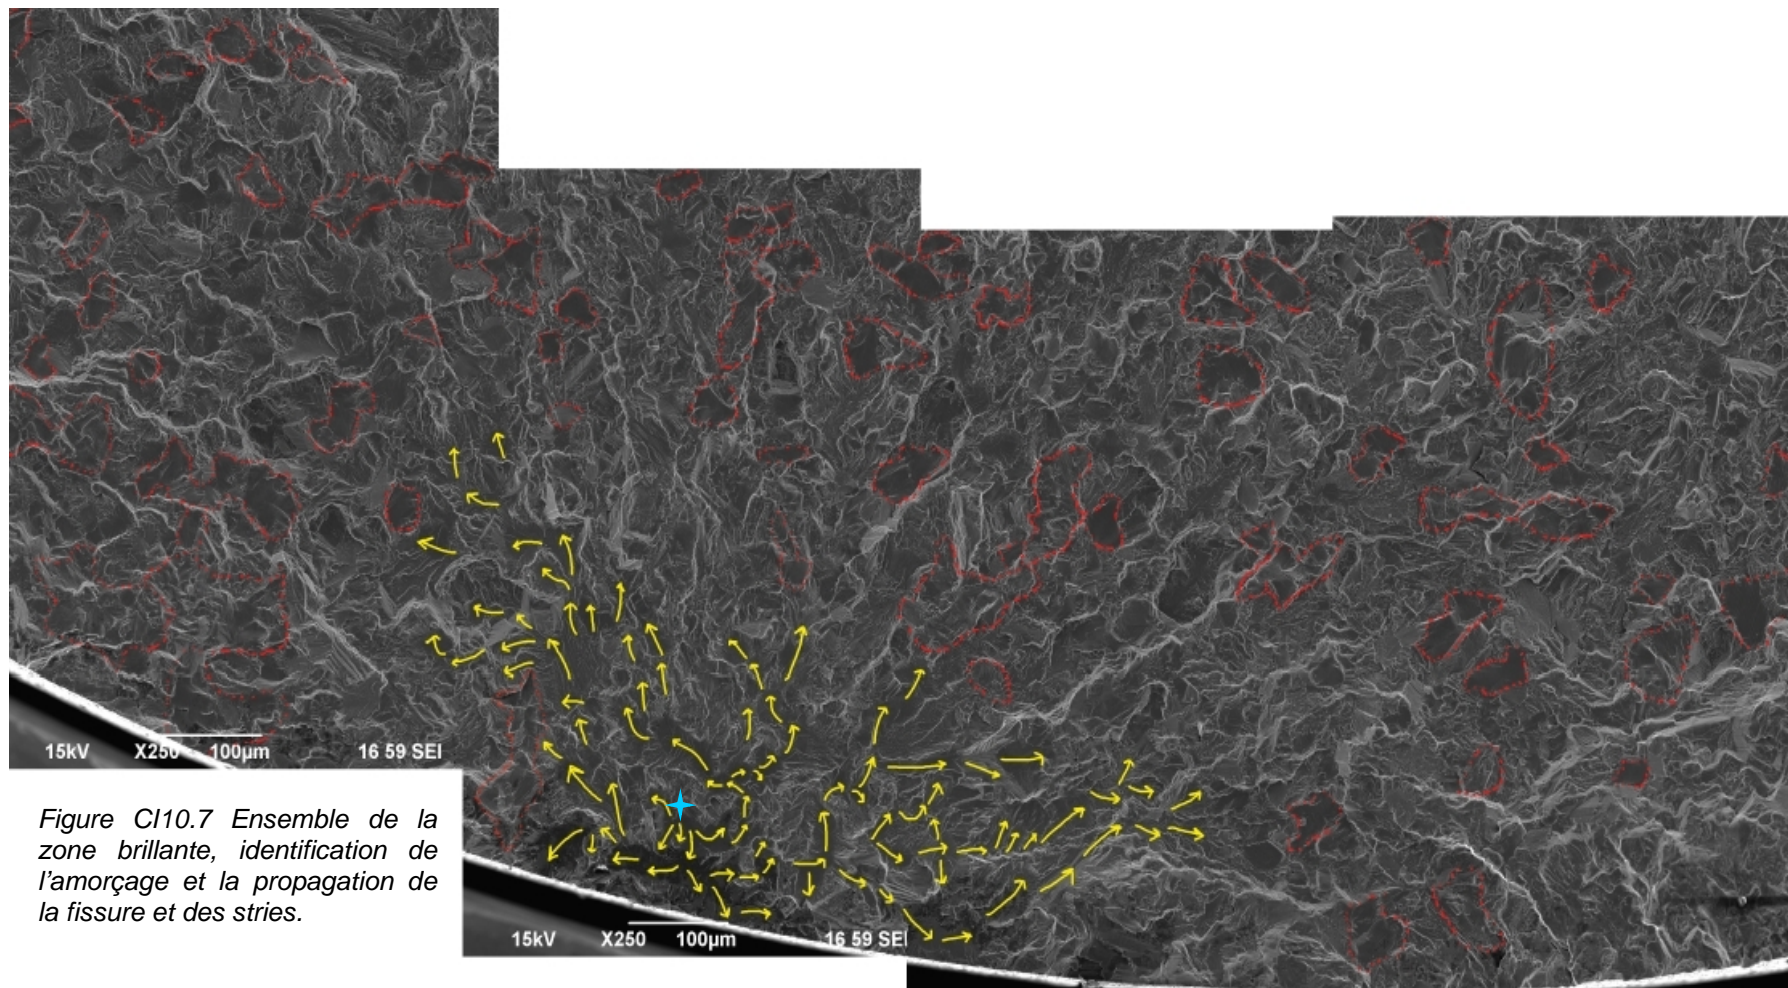 15kV X250 100µm 16 59 SEI
Figure CI10.7 Ensemble de la
zone brillante, identification de
l'amorçage et la propagation de
la fissure et des stries.
15kV X250 100µm 16 59 SEI